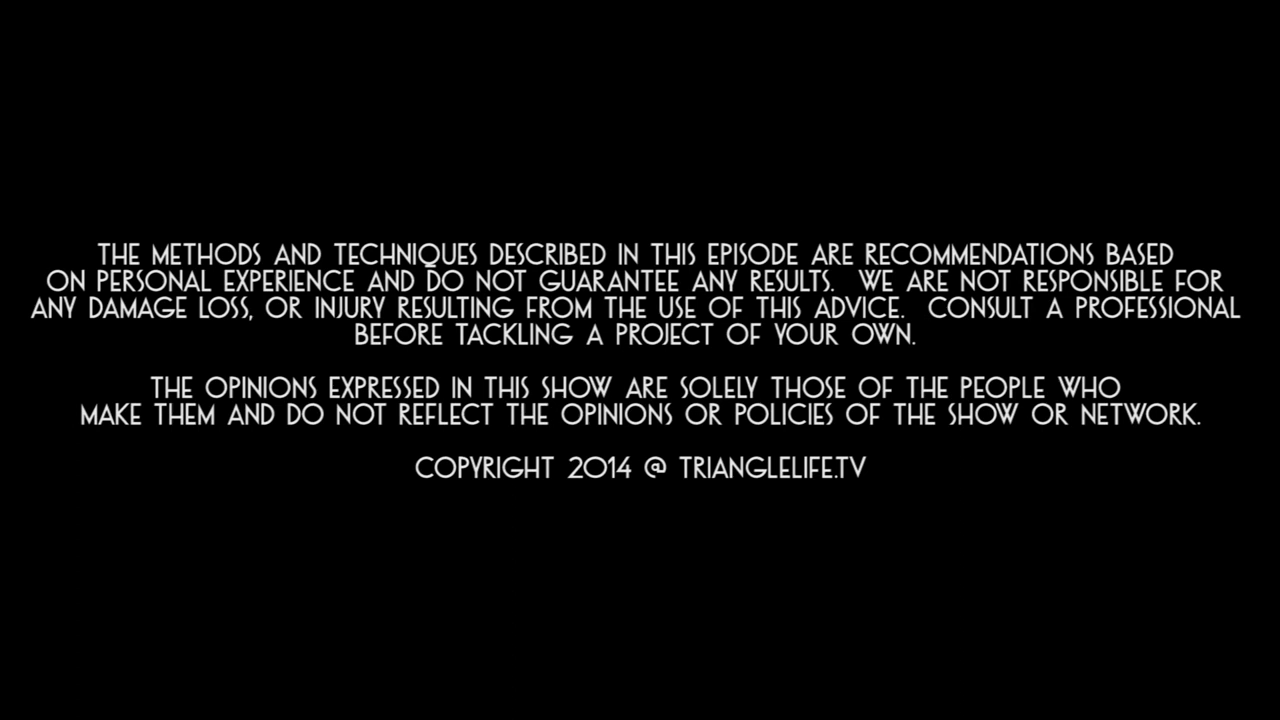 THE METHODS AND TECHNIQUES DESCRIBED IN THIS EPISODE ARE RECOMMENDATIONS BASED
ON PERSONAL EXPERIENCE AND DO NOT GUARANTEE ANY RESULTS. WE ARE NOT RESPONSIBLE FOR
ANY DAMAGE LOSS, OR INJURY RESULTING FROM THE USE OF THIS ADVICE. CONSULT A PROFESSIONAL
BEFORE TACKLING A PROJECT OF YOUR OWN.
THE OPINIONS EXPRESSED IN THIS SHOW ARE SOLELY THOSE OF THE PEOPLE WHO
MAKE THEM AND DO NOT REFLECT THE OPINIONS OR POLICIES OF THE SHOW OR NETWORK.
COPYRIGHT 2014 @ TRIANGLELIFE.TV